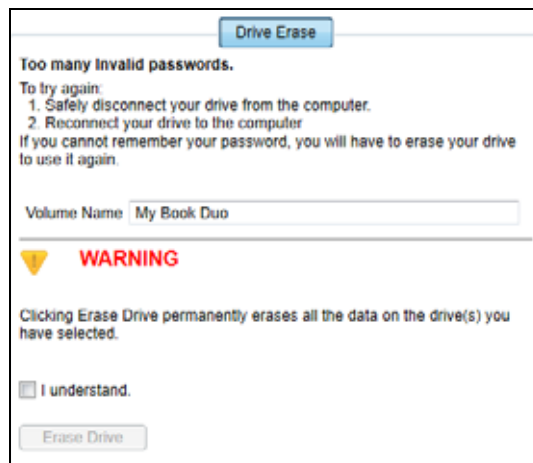 Drive Erase
Too many Invalid passwords.
To try again:
1. Safely disconnect your drive from the computer.
2. Reconnect your drive to the computer
If you cannot remember your password, you will have to erase your drive
to use it again.
Volume Name My Book Duo
WARNING
Clicking Erase Drive permanently erases all the data on the drive(s) you
have selected.
I understand.
Erase Drive